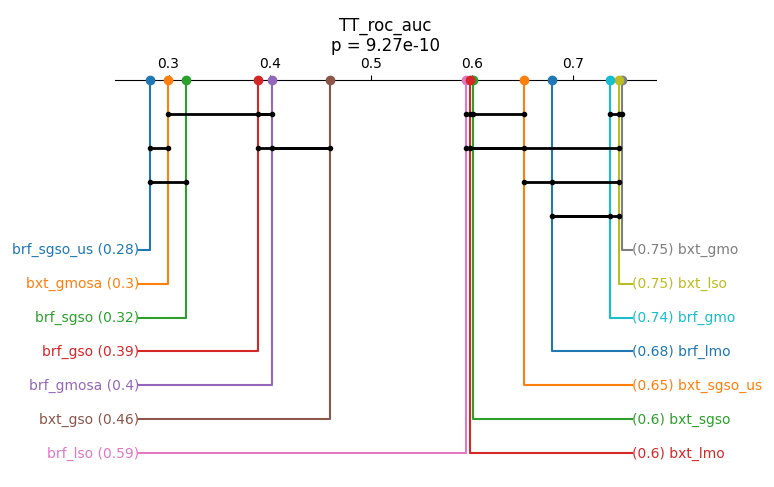 TT_roc_auc
p = 9.27e-10
0.3 0.4 0.5 0.6 0.7
brf_sgso_us (0.28) (0.75) bxt_gmo
bxt_gmosa (0.3) (0.75) bxt_lso
brf_sgso (0.32) (0.74) brf_gmo
brf_gso (0.39) (0.68) brf_lmo
brf_gmosa (0.4) (0.65) bxt_sgso_us
bxt_gso (0.46) (0.6) bxt_sgso
brf_lso (0.59) (0.6) bxt_lmo